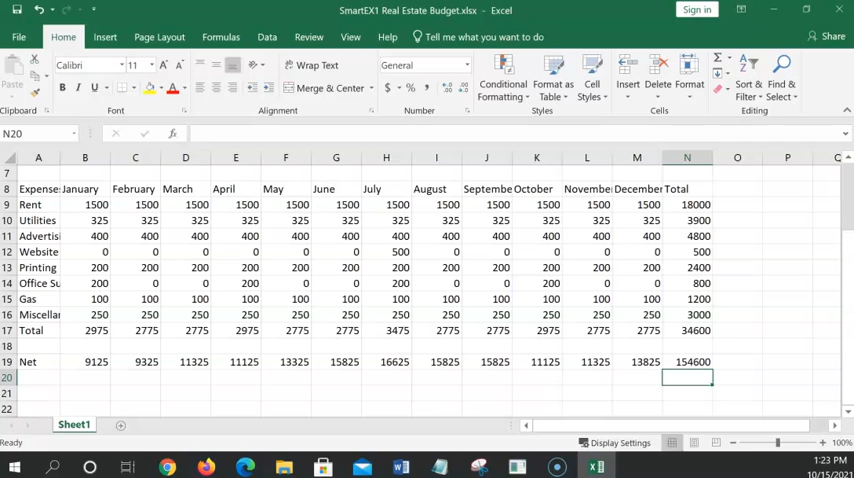 SmartEX1 Real Estate Budget.xlsx - Excel
Sign in
File Home Insert Page Layout Formulas Data Review View Help Tell me what you want to do Share
Paste Calibri 11 A A Wrap Text General Conditional Formatting Format as Table Cell Styles Insert Delete Format Sort & Filter Find & Select
B I U A Merge & Center $ % ,
Clipboard Font Alignment Number Styles Cells Editing
N20 fx
A B C D E F G H I J K L M N O P Q
7
8 Expense January February March April May June July August Septembe October Novembe December Total
9 Rent 1500 1500 1500 1500 1500 1500 1500 1500 1500 1500 1500 1500 18000
10 Utilities 325 325 325 325 325 325 325 325 325 325 325 325 3900
11 Advertisi 400 400 400 400 400 400 400 400 400 400 400 400 4800
12 Website 0 0 0 0 0 0 500 0 0 0 0 0 500
13 Printing 200 200 200 200 200 200 200 200 200 200 200 200 2400
14 Office Su 200 0 0 200 0 0 200 0 0 200 0 0 800
15 Gas 100 100 100 100 100 100 100 100 100 100 100 100 1200
16 Miscellar 250 250 250 250 250 250 250 250 250 250 250 250 3000
17 Total 2975 2775 2775 2975 2775 2775 3475 2775 2775 2975 2775 2775 34600
18
19 Net 9125 9325 11325 11125 13325 15825 16625 15825 15825 11125 11325 13825 154600
20
21
22
Sheet1
Ready Display Settings 100%
1:23 PM
10/15/2021